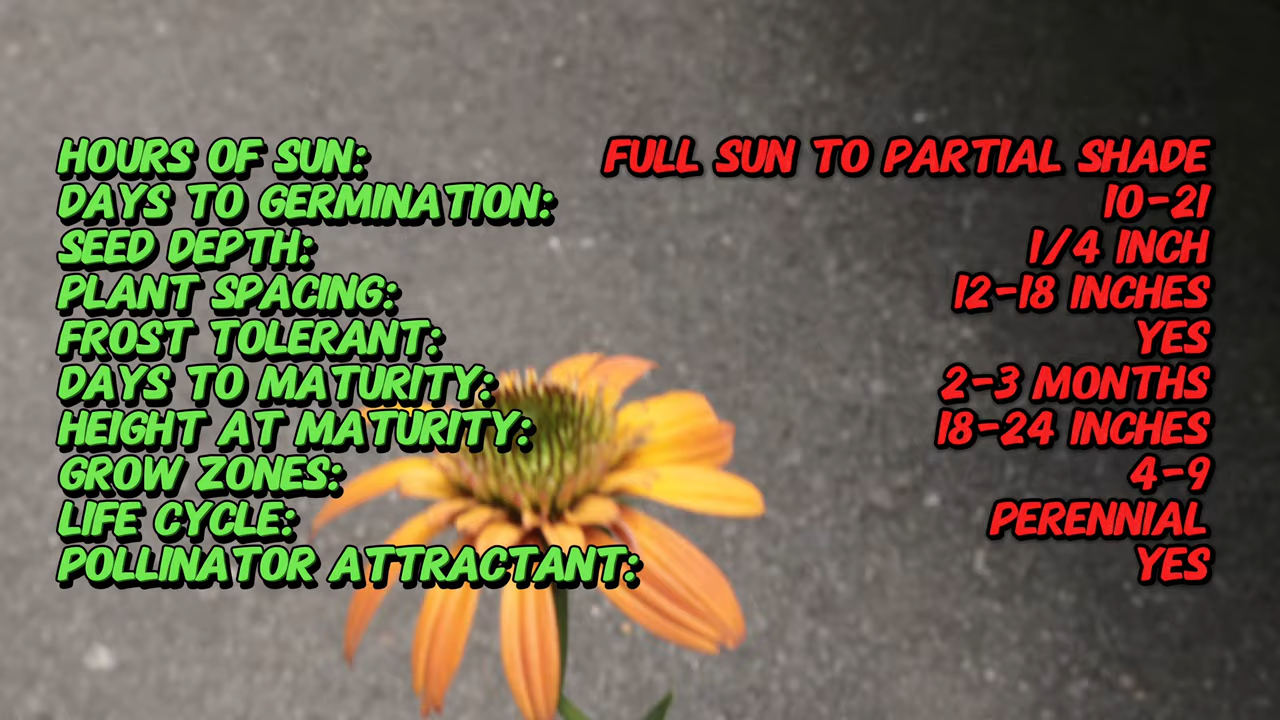 HOURS OF SUN: FULL SUN TO PARTIAL SHADE
DAYS TO GERMINATION: 10-21
SEED DEPTH: 1/4 INCH
PLANT SPACING: 12-18 INCHES
FROST TOLERANT: YES
DAYS TO MATURITY: 2-3 MONTHS
HEIGHT AT MATURITY: 18-24 INCHES
GROW ZONES: 4-9
LIFE CYCLE: PERENNIAL
POLLINATOR ATTRACTANT: YES